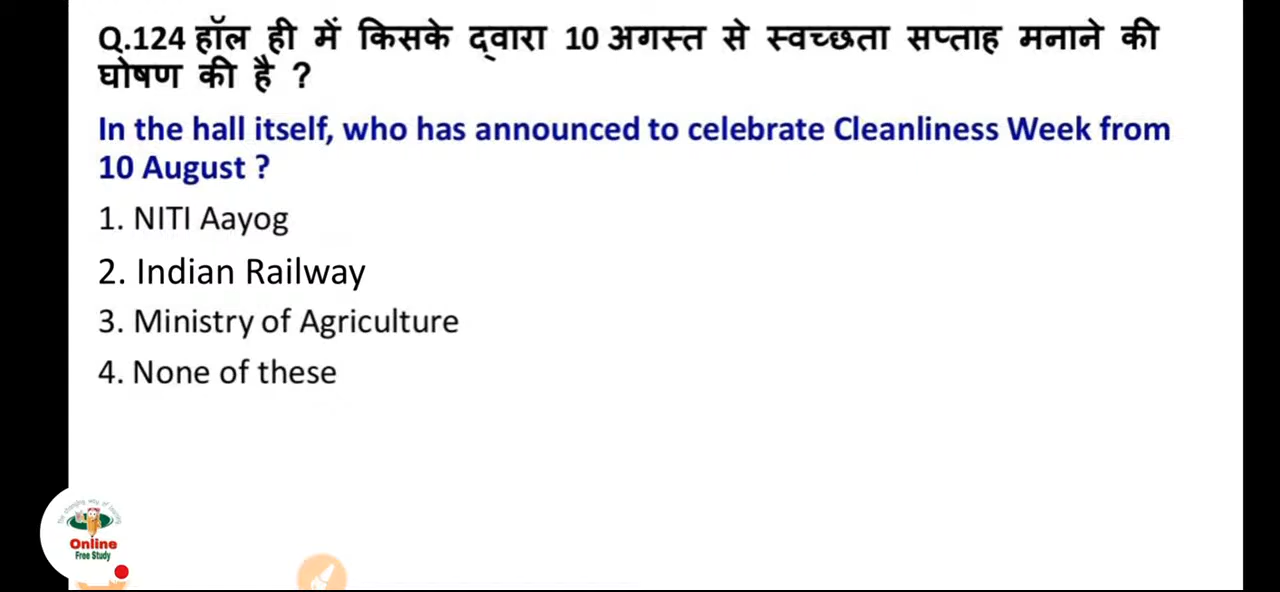 Q.124 हॉल ही में किसके द्वारा 10 अगस्त से स्वच्छता सप्ताह मनाने की
घोषण की है ?
In the hall itself, who has announced to celebrate Cleanliness Week from
10 August ?
1. NITI Aayog
2. Indian Railway
3. Ministry of Agriculture
4. None of these
Online
Free Study